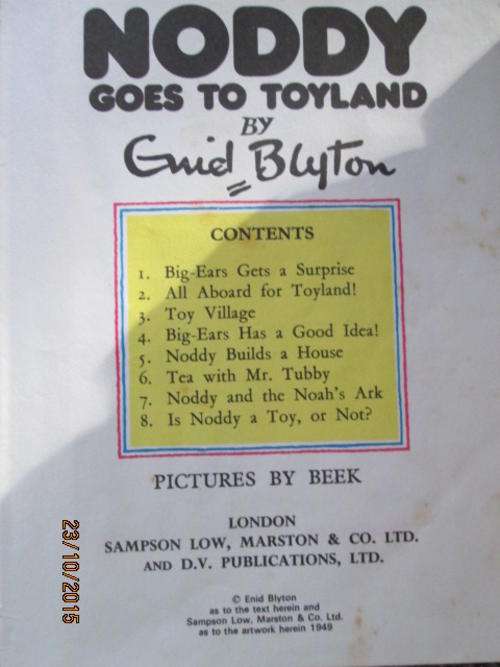 NODDY
GOES TO TOYLAND
BY
Enid Blyton
CONTENTS
1. Big-Ears Gets a Surprise
2. All Aboard for Toyland!
3. Toy Village
4. Big-Ears Has a Good Idea!
5. Noddy Builds a House
6. Tea with Mr. Tubby
7. Noddy and the Noah's Ark
8. Is Noddy a Toy, or Not?
PICTURES BY BEEK
LONDON
SAMPSON LOW, MARSTON & CO. LTD.
AND D.V. PUBLICATIONS, LTD.
© Enid Blyton
as to the text herein and
Sampson Low, Marston & Co. Ltd.
as to the artwork herein 1949
23/10/2015